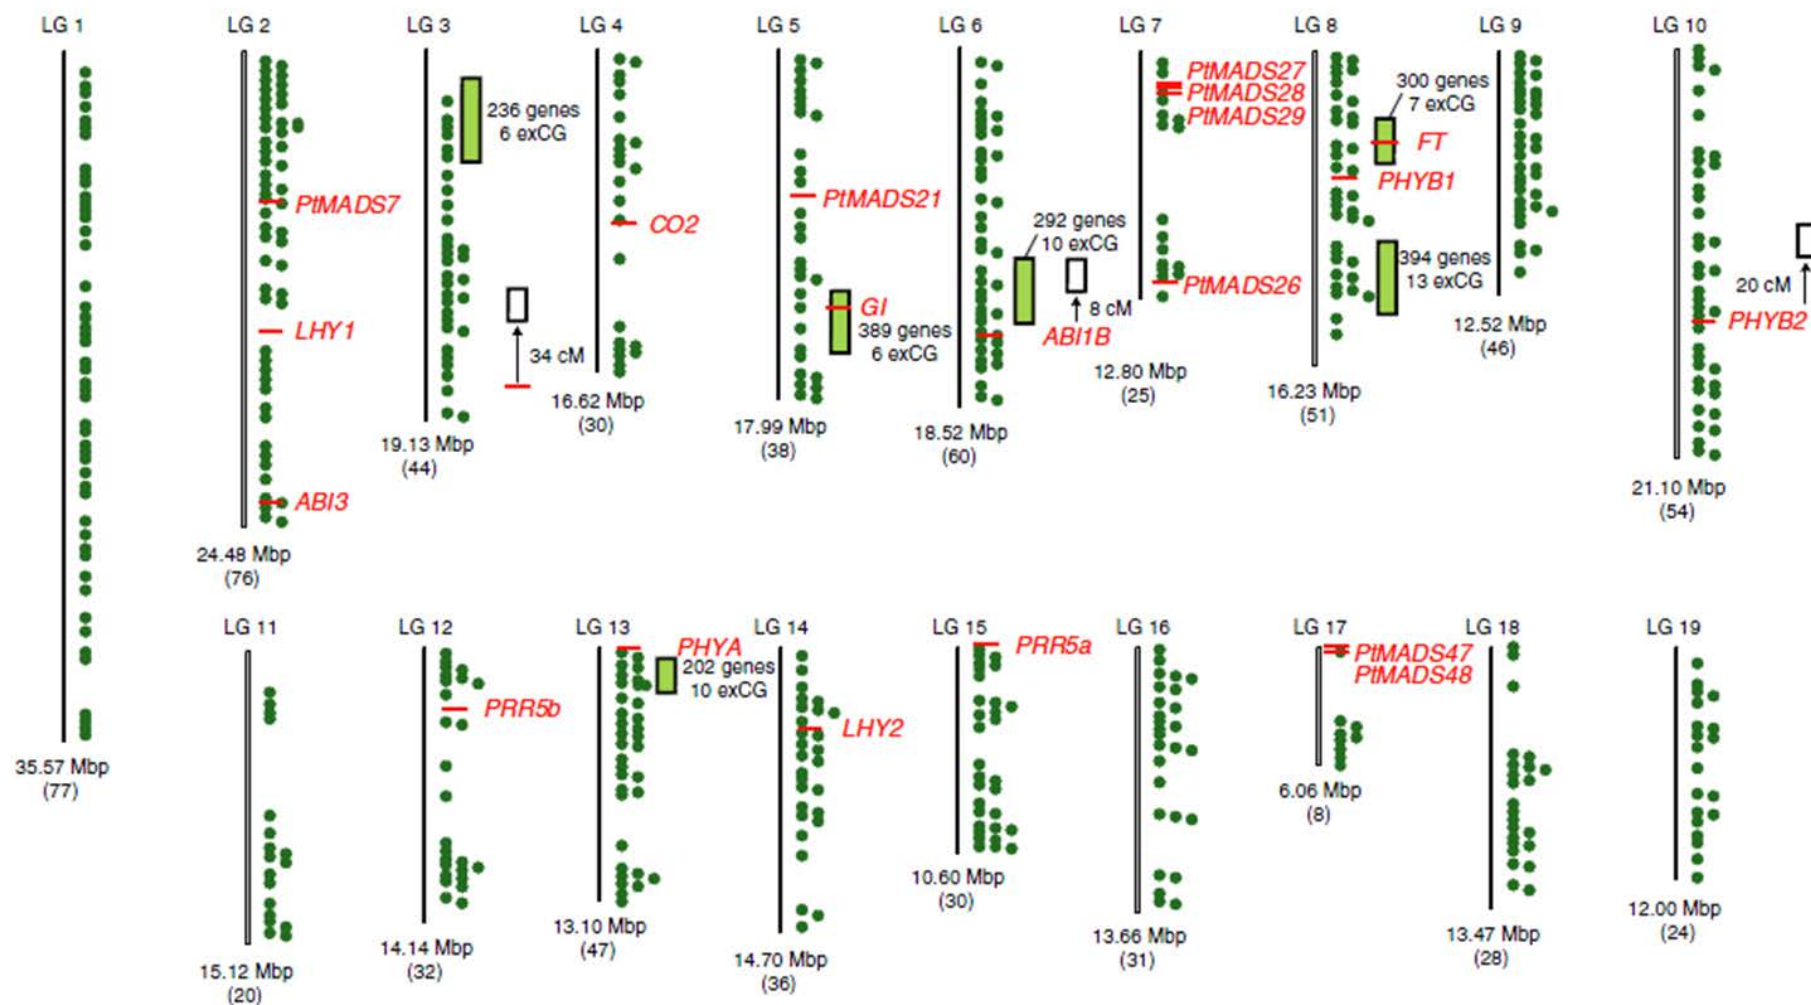 LG 1
LG 2
LG 3
LG 4
LG 5
LG 6
LG 7
LG 8
LG 9
LG 10
236 genes
6 exCG
PtMADS7
LHY1
ABI3
34 cM
CO2
PtMADS21
GI
389 genes
6 exCG
292 genes
10 exCG
8 cM
ABI1B
PtMADS27
PtMADS28
PtMADS29
PtMADS26
300 genes
7 exCG
FT
PHYB1
394 genes
13 exCG
20 cM
PHYB2
35.57 Mbp
(77)
24.48 Mbp
(76)
19.13 Mbp
(44)
16.62 Mbp
(30)
17.99 Mbp
(38)
18.52 Mbp
(60)
12.80 Mbp
(25)
16.23 Mbp
(51)
12.52 Mbp
(46)
21.10 Mbp
(54)
LG 11
LG 12
LG 13
LG 14
LG 15
LG 16
LG 17
LG 18
LG 19
PRR5b
PHYA
202 genes
10 exCG
LHY2
PRR5a
PtMADS47
PtMADS48
15.12 Mbp
(20)
14.14 Mbp
(32)
13.10 Mbp
(47)
14.70 Mbp
(36)
10.60 Mbp
(30)
13.66 Mbp
(31)
6.06 Mbp
(8)
13.47 Mbp
(28)
12.00 Mbp
(24)